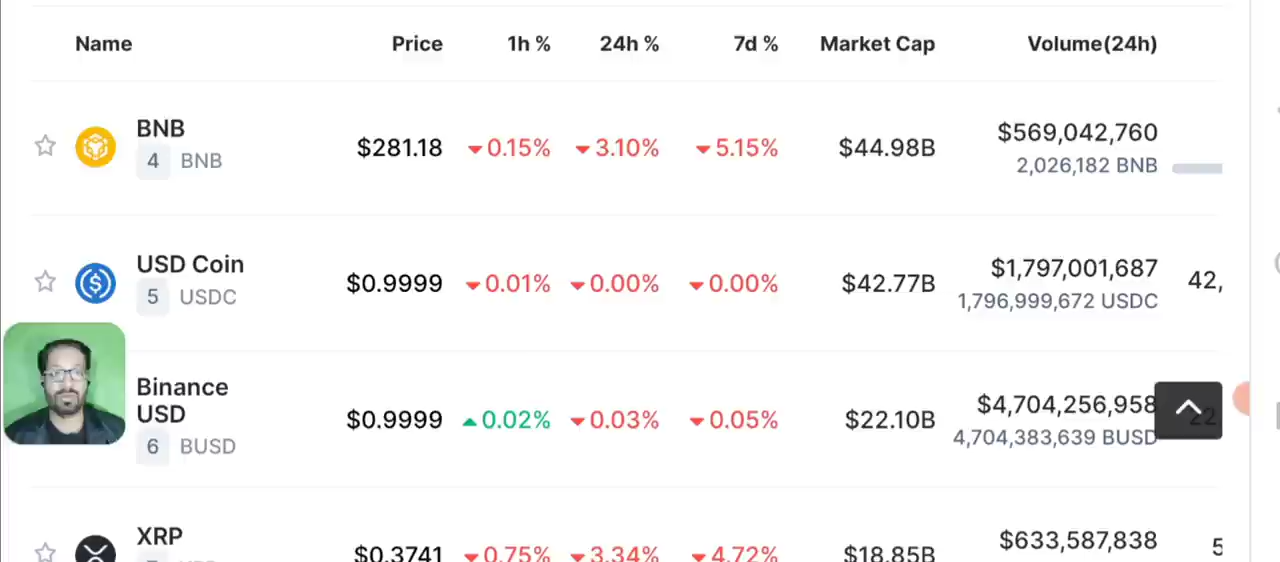 Name Price 1h % 24h % 7d % Market Cap Volume(24h)
BNB
4 BNB $281.18 0.15% 3.10% 5.15% $44.98B $569,042,760
2,026,182 BNB
USD Coin
5 USDC $0.9999 0.01% 0.00% 0.00% $42.77B $1,797,001,687 42,
1,796,999,672 USDC
Binance
USD
6 BUSD $0.9999 0.02% 0.03% 0.05% $22.10B $4,704,256,958 22
4,704,383,639 BUSD
XRP $0.3741 0.75% 3.34% 4.72% $18.85B $633,587,838 5